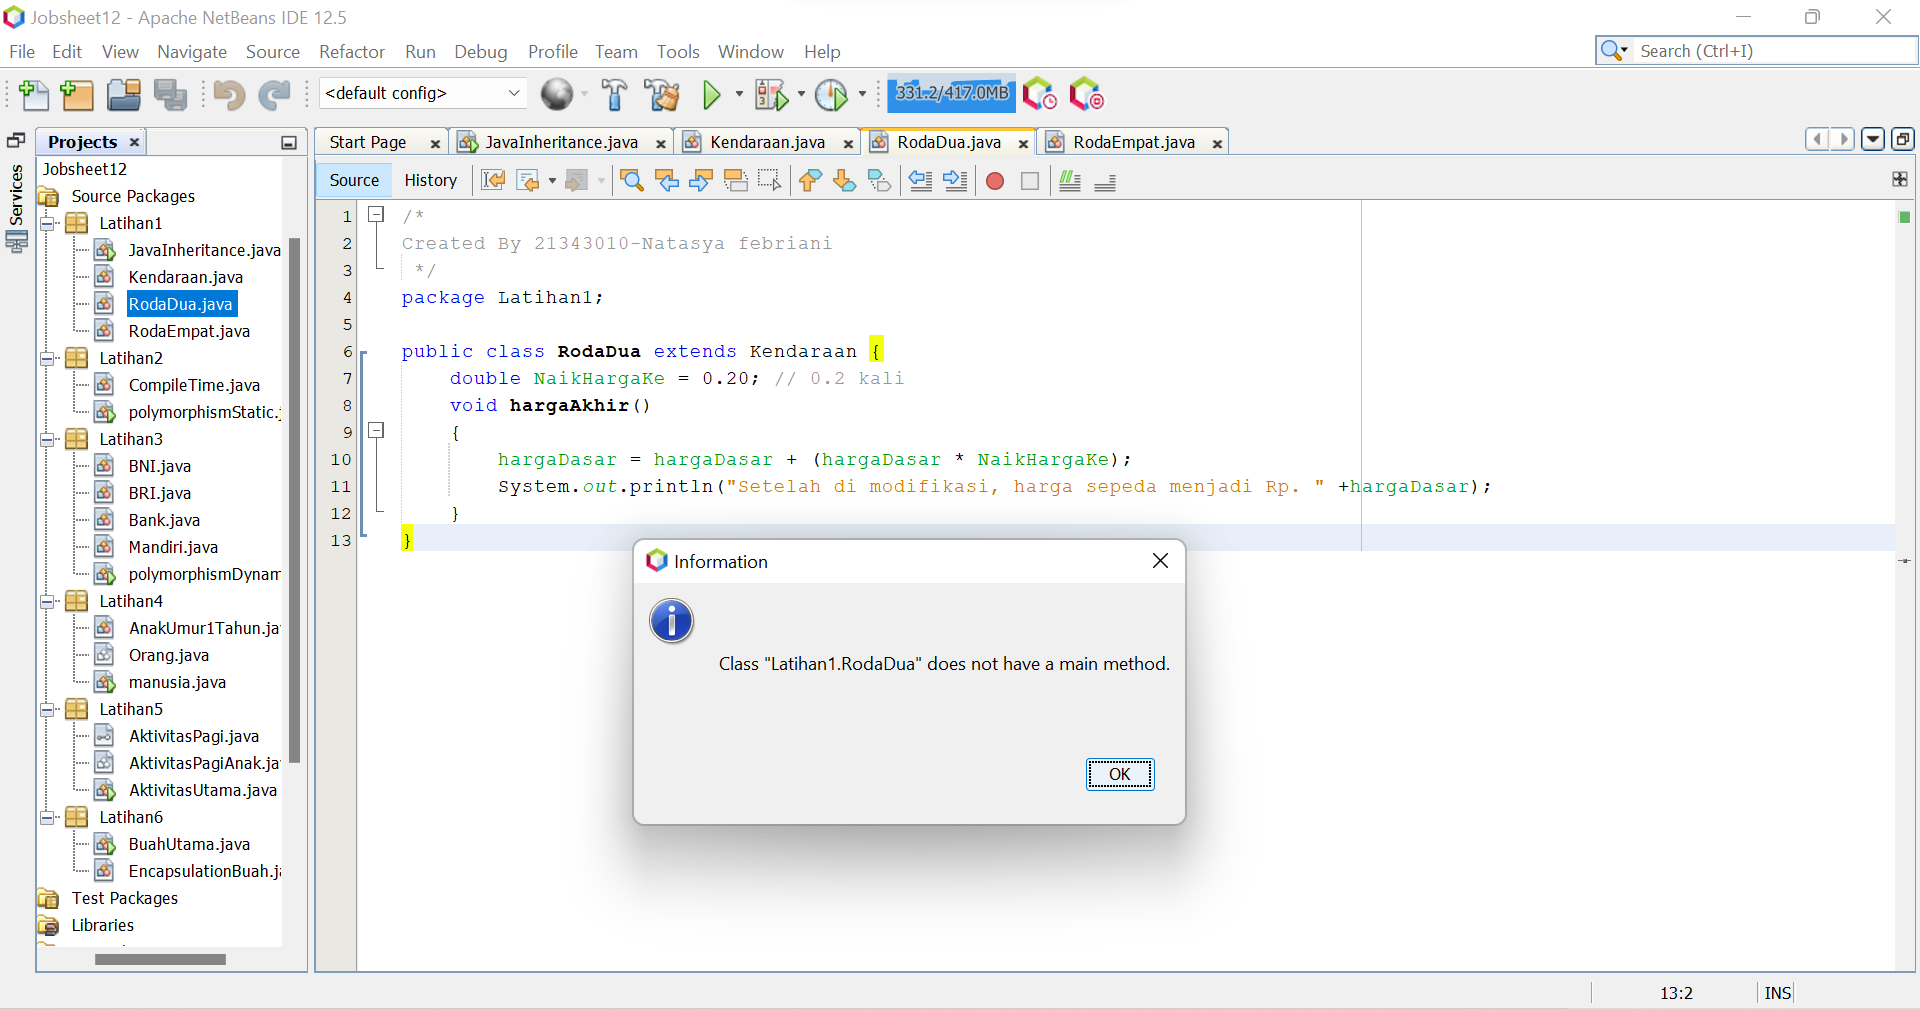 Jobsheet12 - Apache NetBeans IDE 12.5
File Edit View Navigate Source Refactor Run Debug Profile Team Tools Window Help
Search (Ctrl+I)
<default config>
331.2/417.0MB
Services
Projects
Jobsheet12
Source Packages
Latihan1
JavaInheritance.java
Kendaraan.java
RodaDua.java
RodaEmpat.java
Latihan2
CompileTime.java
polymorphismStatic.j
Latihan3
BNI.java
BRI.java
Bank.java
Mandiri.java
polymorphismDynam
Latihan4
AnakUmur1Tahun.ja
Orang.java
manusia.java
Latihan5
AktivitasPagi.java
AktivitasPagiAnak.ja
AktivitasUtama.java
Latihan6
BuahUtama.java
EncapsulationBuah.j
Test Packages
Libraries
Start Page JavaInheritance.java Kendaraan.java RodaDua.java RodaEmpat.java
Source History
1 /*
2 Created By 21343010-Natasya febriani
3 */
4 package Latihan1;
5
6 public class RodaDua extends Kendaraan {
7 double NaikHargaKe = 0.20; // 0.2 kali
8 void hargaAkhir()
9 {
10 hargaDasar = hargaDasar + (hargaDasar * NaikHargaKe);
11 System.out.println("Setelah di modifikasi, harga sepeda menjadi Rp. " +hargaDasar);
12 }
13 }
Information
Class "Latihan1.RodaDua" does not have a main method.
OK
13:2 INS